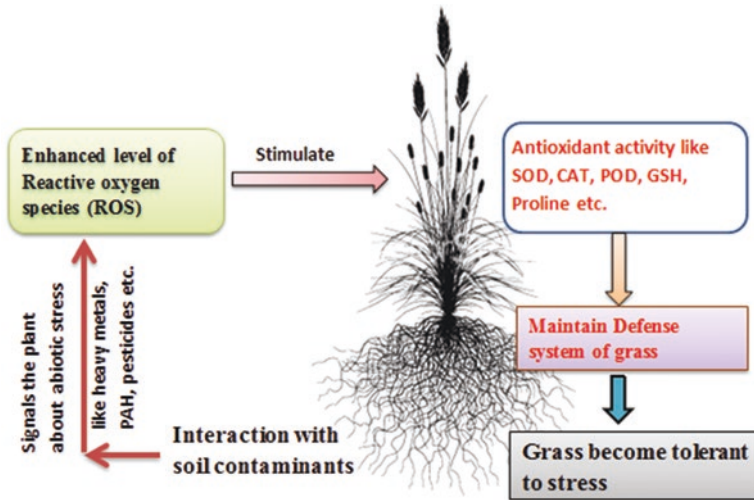 Enhanced level of
Reactive oxygen
species (ROS)
Stimulate
Antioxidant activity like
SOD, CAT, POD, GSH,
Proline etc.
Maintain Defense
system of grass
Grass become tolerant
to stress
Interaction with
soil contaminants
Signals the plant
about abiotic stress
like heavy metals,
PAH, pesticides etc.